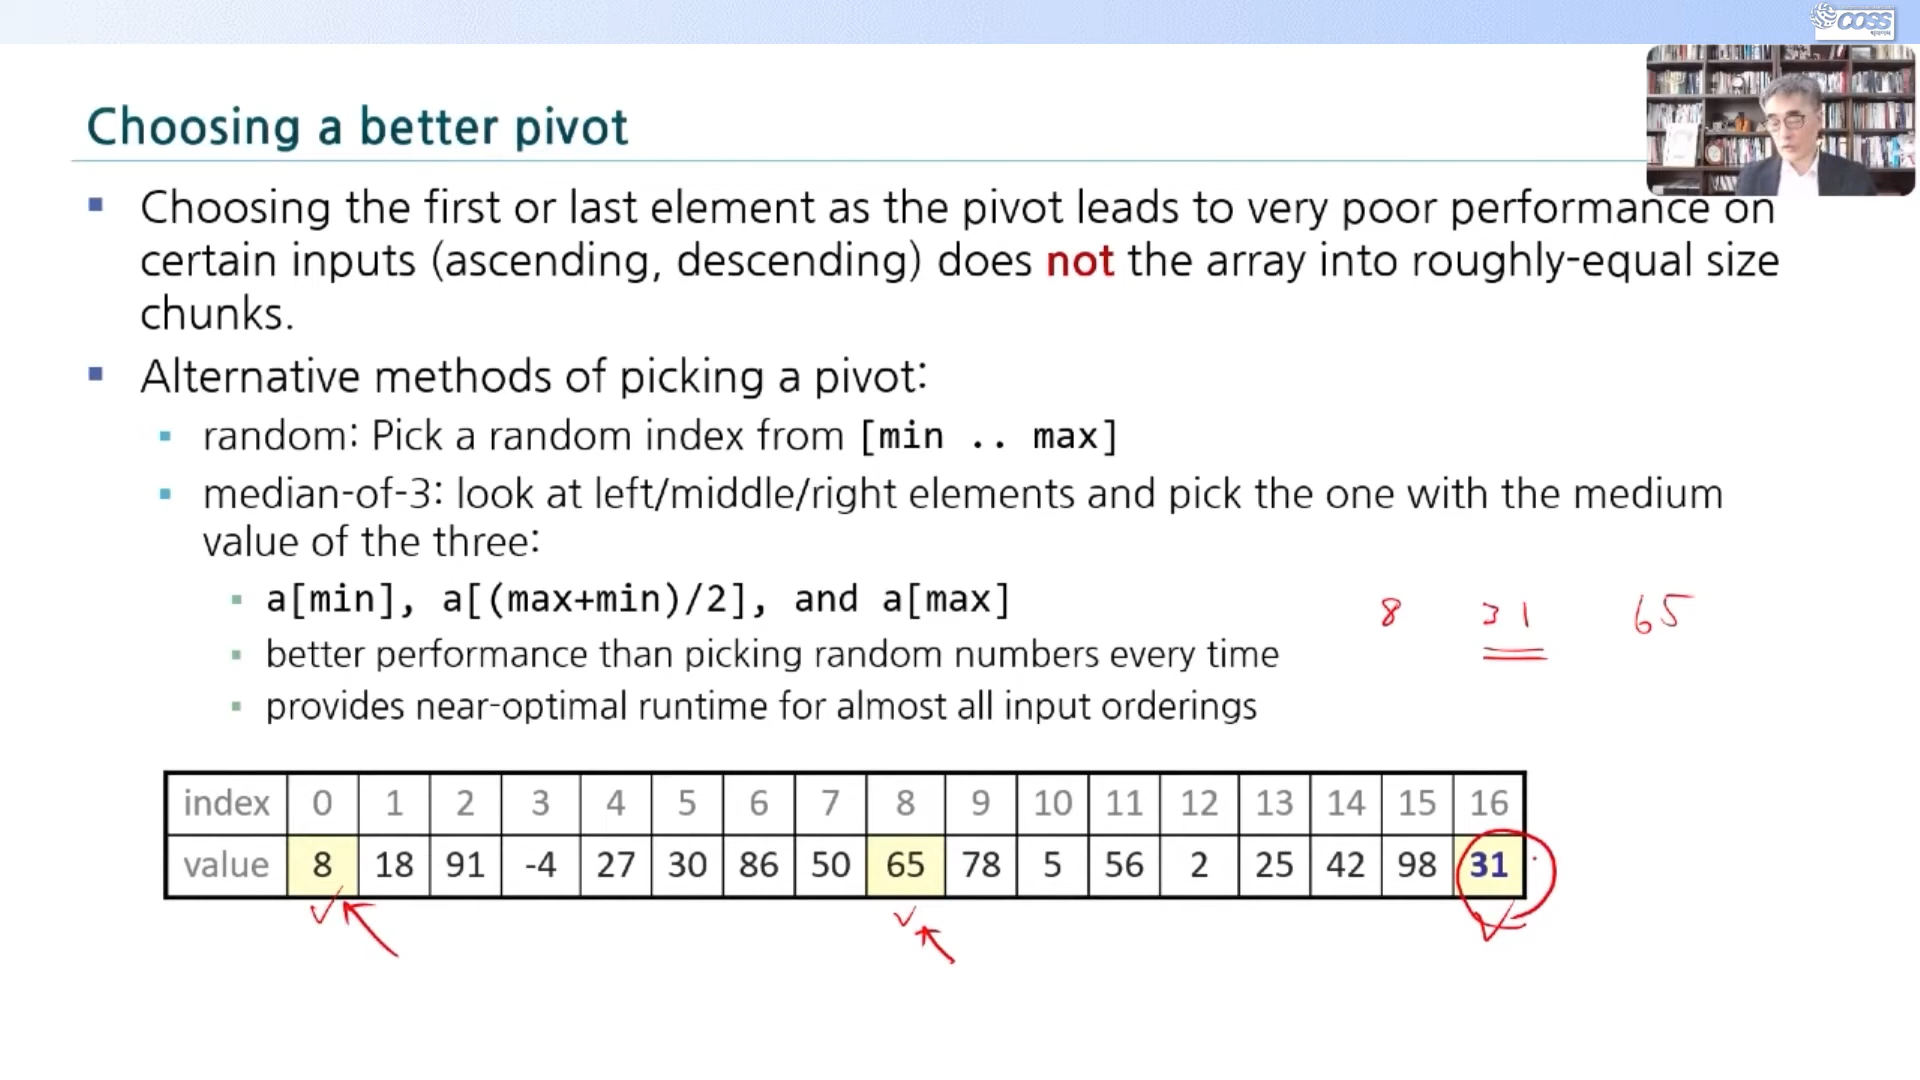 COSS
Choosing a better pivot
▪ Choosing the first or last element as the pivot leads to very poor performance on
certain inputs (ascending, descending) does not the array into roughly-equal size
chunks.
▪ Alternative methods of picking a pivot:
▪ random: Pick a random index from [min .. max]
▪ median-of-3: look at left/middle/right elements and pick the one with the medium
value of the three:
▪ a[min], a[(max+min)/2], and a[max]
8 31 65
▪ better performance than picking random numbers every time
▪ provides near-optimal runtime for almost all input orderings
index 0 1 2 3 4 5 6 7 8 9 10 11 12 13 14 15 16
value 8 18 91 -4 27 30 86 50 65 78 5 56 2 25 42 98 31